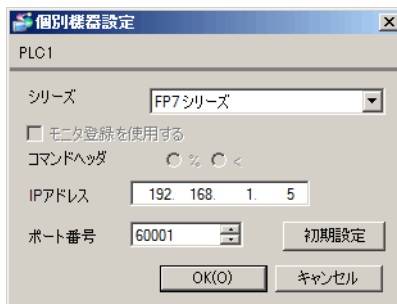 個別機器設定
PLC1
シリーズ FP7シリーズ
モニタ登録を使用する
コマンドヘッダ % <
IPアドレス 192. 168. 1. 5
ポート番号 60001 初期設定
OK(O) キャンセル